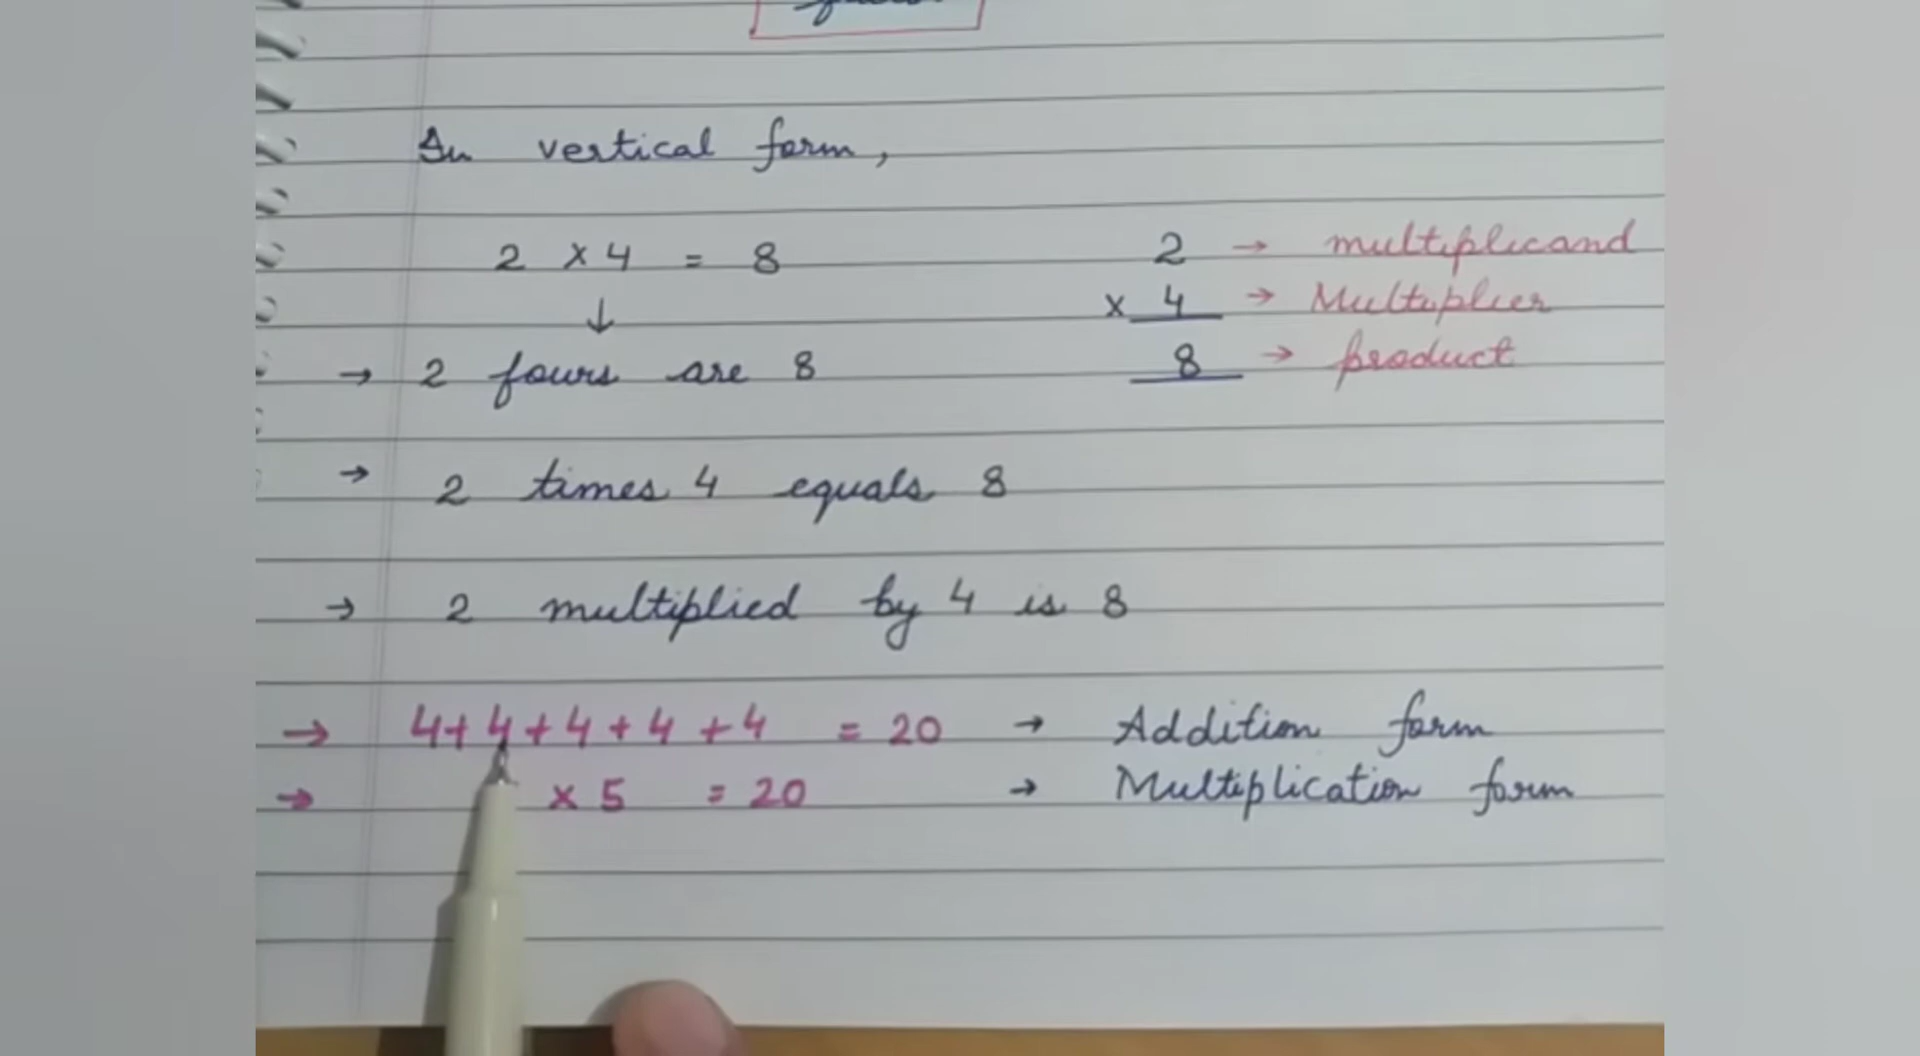 In vertical form,
2 × 4 = 8
↓
→ 2 fours are 8
2 → multiplicand
× 4 → Multiplier
8 → product
→ 2 times 4 equals 8
→ 2 multiplied by 4 is 8
→ 4+4+4+4+4 = 20 → Addition form
→ × 5 = 20 → Multiplication form